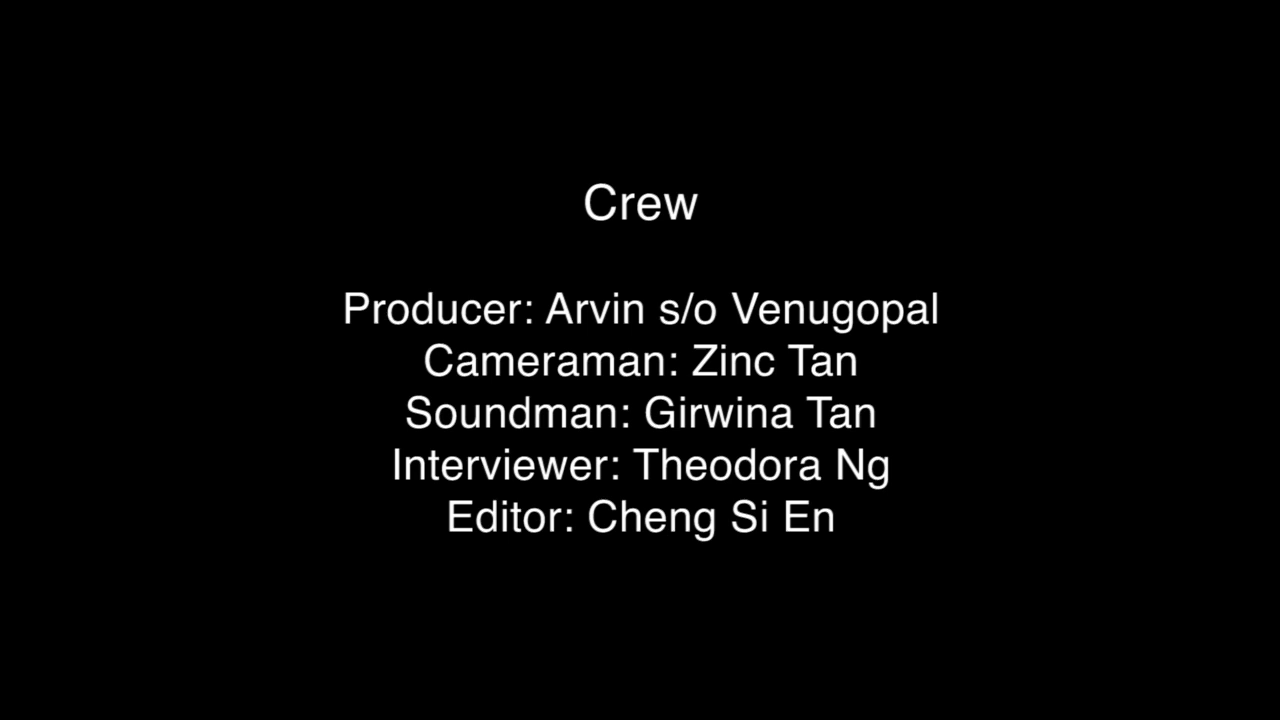 Crew
Producer: Arvin s/o Venugopal
Cameraman: Zinc Tan
Soundman: Girwina Tan
Interviewer: Theodora Ng
Editor: Cheng Si En